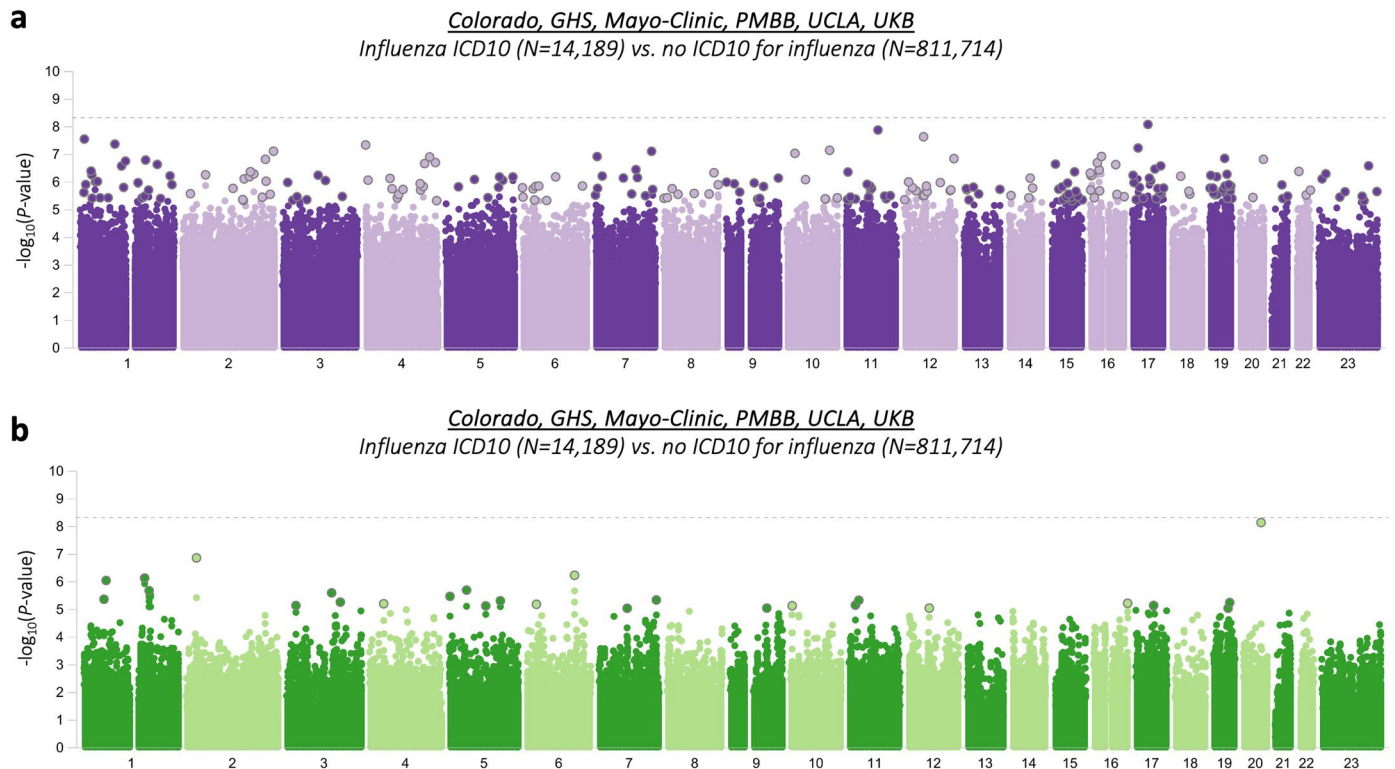 a
Colorado, GHS, Mayo-Clinic, PMBB, UCLA, UKB
Influenza ICD10 (N=14,189) vs. no ICD10 for influenza (N=811,714)
10
9
8
7
6
5
4
3
2
1
0
-log10(P-value)
1 2 3 4 5 6 7 8 9 10 11 12 13 14 15 16 17 18 19 20 21 22 23
b
Colorado, GHS, Mayo-Clinic, PMBB, UCLA, UKB
Influenza ICD10 (N=14,189) vs. no ICD10 for influenza (N=811,714)
10
9
8
7
6
5
4
3
2
1
0
-log10(P-value)
1 2 3 4 5 6 7 8 9 10 11 12 13 14 15 16 17 18 19 20 21 22 23